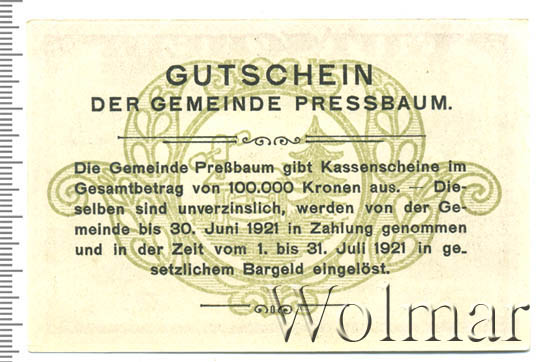 GUTSCHEIN
DER GEMEINDE PRESSBAUM.
Die Gemeinde Preßbaum gibt Kassenscheine im
Gesamtbetrag von 100.000 Kronen aus. — Die-
selben sind unverzinslich, werden von der Ge-
meinde bis 30. Juni 1921 in Zahlung genommen
und in der Zeit vom 1. bis 31. Juli 1921 in ge-
setzlichem Bargeld eingelöst.
Wolmar